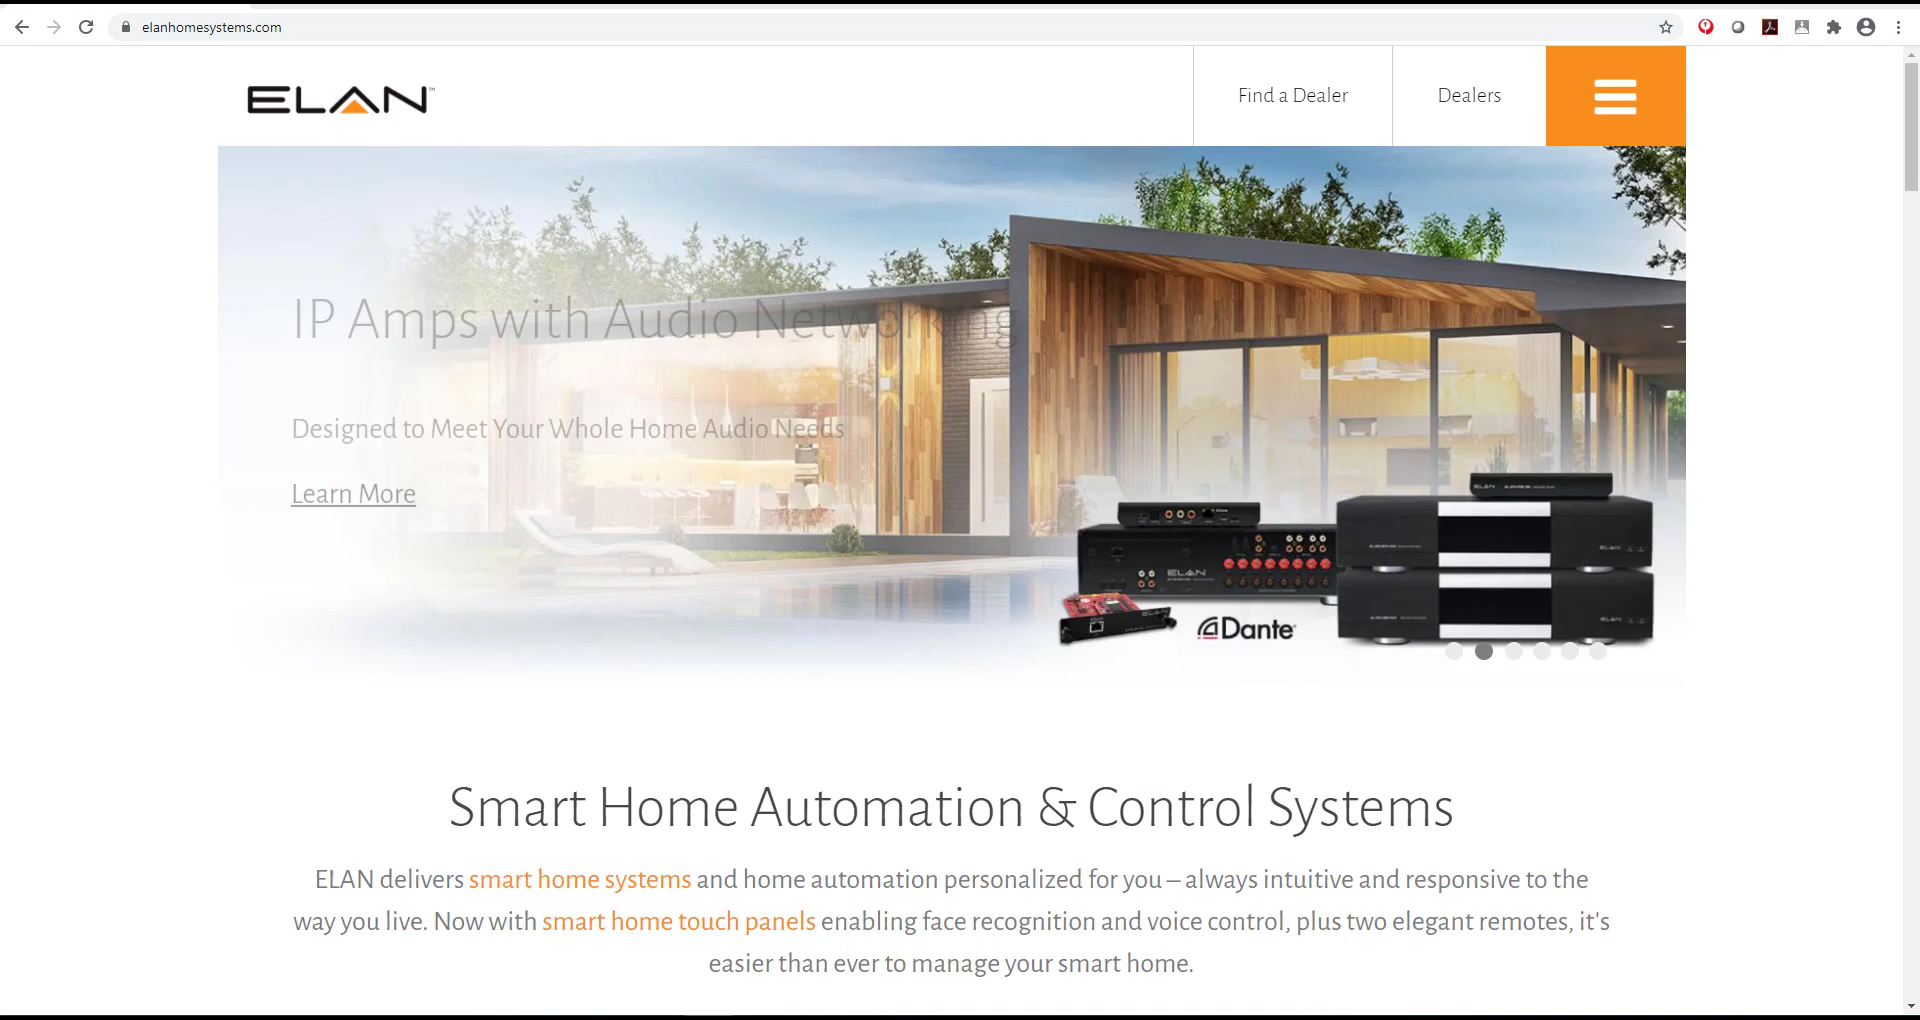 elanhomesystems.com
ELAN™
Find a Dealer
Dealers
IP Amps with Audio Networking
Designed to Meet Your Whole Home Audio Needs
Learn More
ELAN
ELAN
ELAN
ELAN
Dante
Smart Home Automation & Control Systems
ELAN delivers smart home systems and home automation personalized for you – always intuitive and responsive to the
way you live. Now with smart home touch panels enabling face recognition and voice control, plus two elegant remotes, it's
easier than ever to manage your smart home.